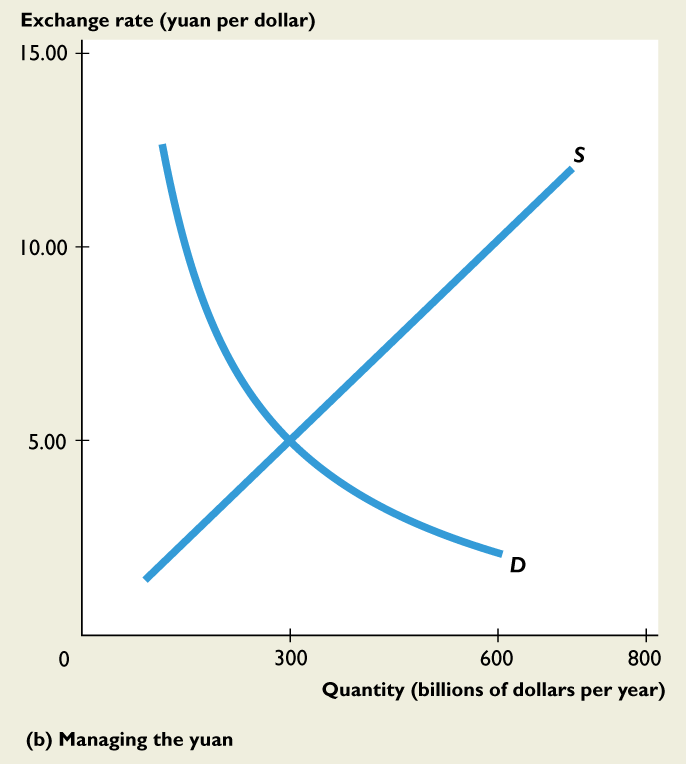 Exchange rate (yuan per dollar)
15.00
S
10.00
5.00
D
0 300 600 800
Quantity (billions of dollars per year)
(b) Managing the yuan